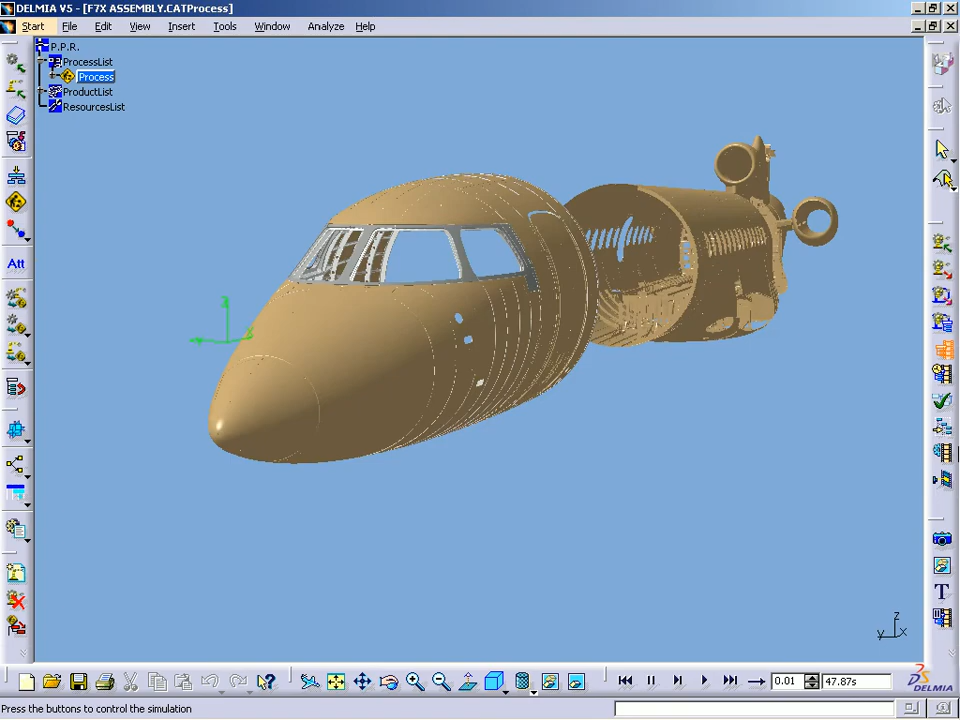 DELMIA V5 - [F7X ASSEMBLY.CATProcess]
Start File Edit View Insert Tools Window Analyze Help
P.P.R.
ProcessList
Process
ProductList
ResourcesList
Att
T
z
y x
0.01 47.87s
DELMIA
Press the buttons to control the simulation